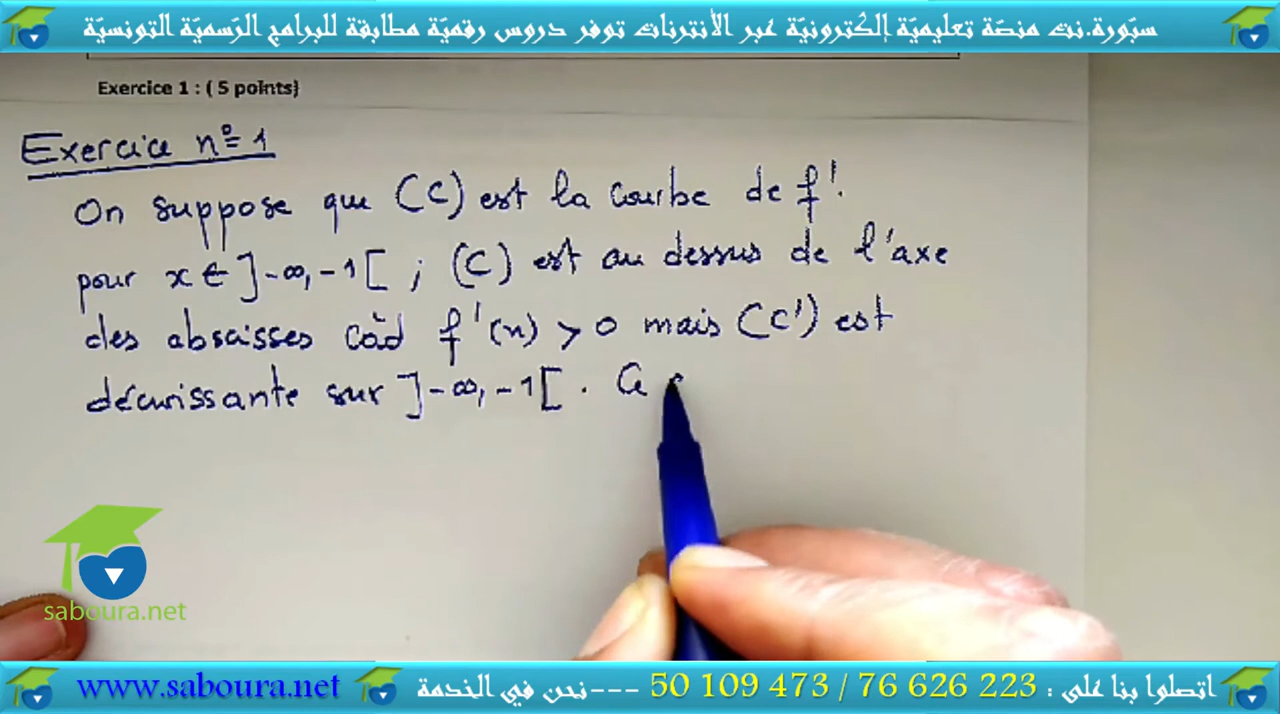 سبّورة.نت منصّة تعليميّة إلكترونيّة عبر الأنترنات توفر دروس رقميّة مطابقة للبرامج الرّسميّة التونسيّة
Exercice 1 : ( 5 points)
Exercice n° 1
On suppose que (C) est la courbe de f'.
pour x ∈ ]-∞, -1[ ; (C) est au dessus de l'axe
des abscisses càd f'(x) > 0 mais (C') est
décroissante sur ]-∞, -1[ .
saboura.net
www.saboura.net
اتصلوا بنا على : 50 109 473 / 76 626 223 ---نحن في الخدمة